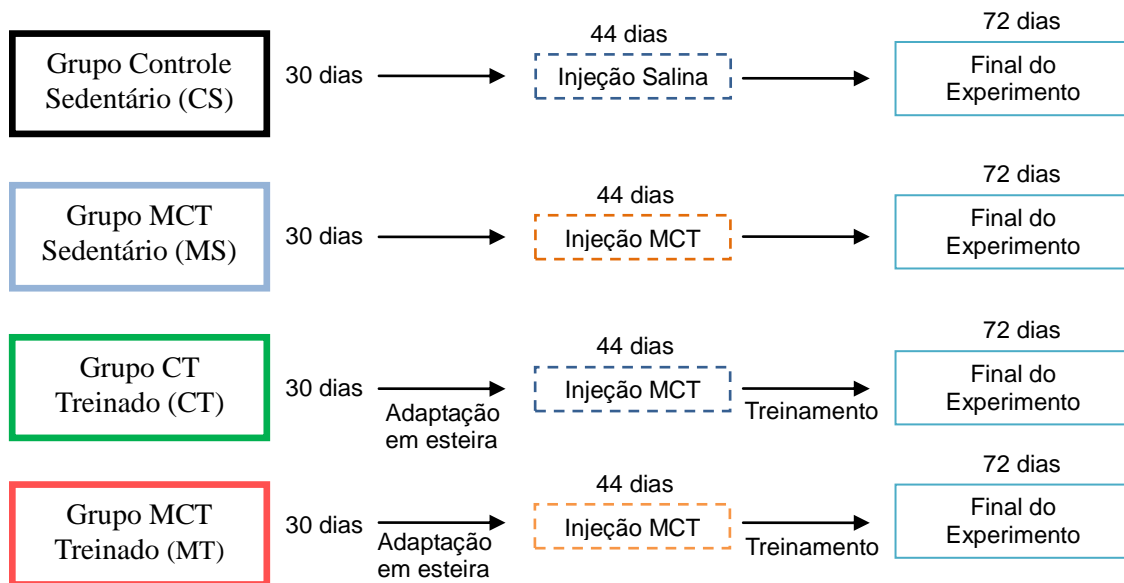 44 dias
72 dias
Grupo Controle
Sedentário (CS)
30 dias
Injeção Salina
Final do
Experimento
44 dias
72 dias
Grupo MCT
Sedentário (MS)
30 dias
Injeção MCT
Final do
Experimento
44 dias
72 dias
Grupo CT
Treinado (CT)
30 dias
Adaptação
em esteira
Injeção MCT
Treinamento
Final do
Experimento
44 dias
72 dias
Grupo MCT
Treinado (MT)
30 dias
Adaptação
em esteira
Injeção MCT
Treinamento
Final do
Experimento